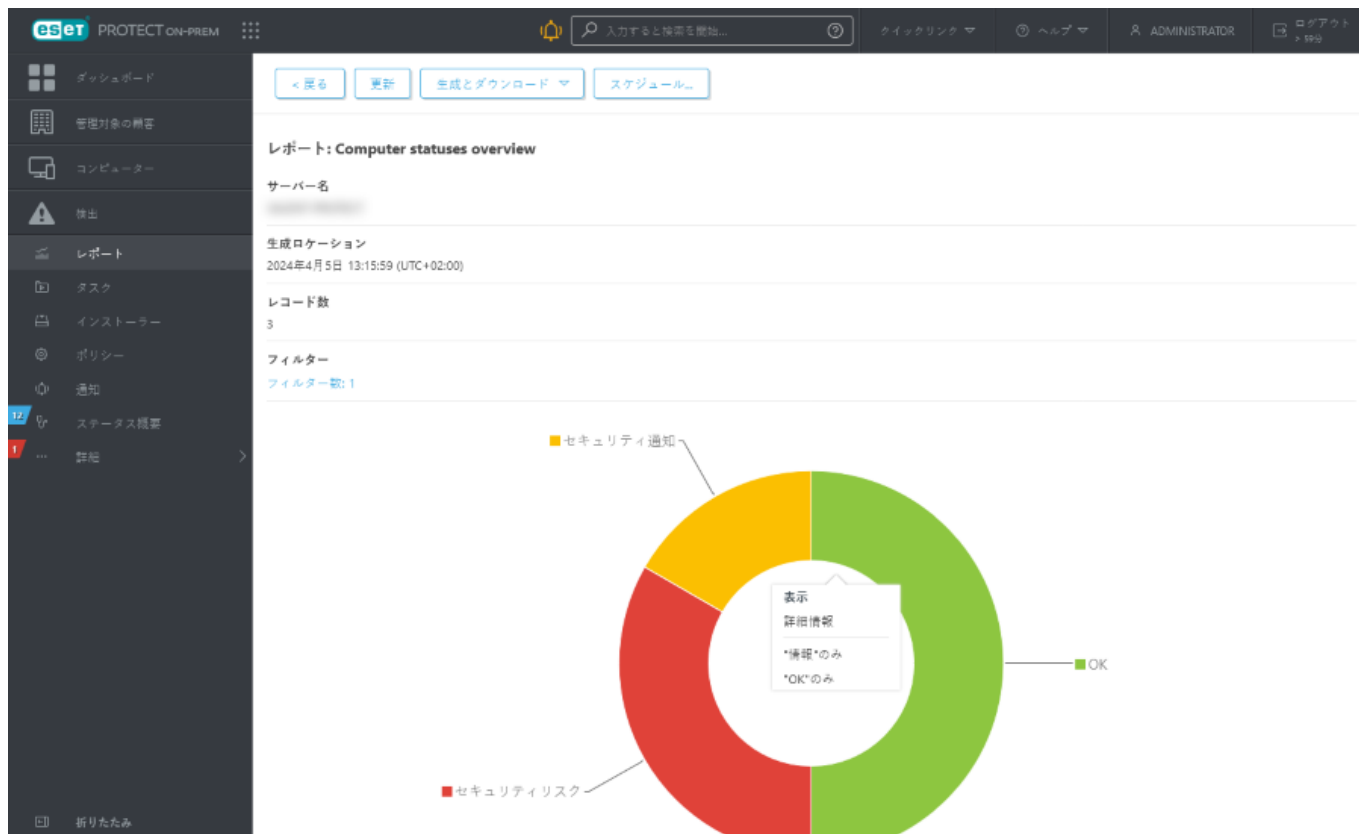 eset PROTECT ON-PREM
入力すると検索を開始...
クイックリンク
ヘルプ
ADMINISTRATOR
ログアウト
> 59分
ダッシュボード
管理対象の顧客
コンピューター
検出
レポート
タスク
インストーラー
ポリシー
通知
12
ステータス概要
1
詳細
折りたたみ
< 戻る
更新
生成とダウンロード
スケジュール...
レポート: Computer statuses overview
サーバー名
生成ロケーション
2024年4月5日 13:15:59 (UTC+02:00)
レコード数
3
フィルター
フィルター数: 1
セキュリティ通知
表示
詳細情報
"情報"のみ
"OK"のみ
OK
セキュリティリスク